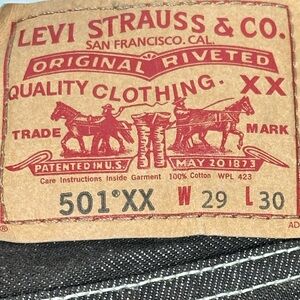 LEVI STRAUSS & CO.
SAN FRANCISCO, CAL.
ORIGINAL RIVETED
QUALITY CLOTHING. XX
TRADE MARK
PATENTED IN U.S. MAY 20 1873
Care Instructions Inside Garment 100% Cotton WPL 423
501®XX W 29 L 30